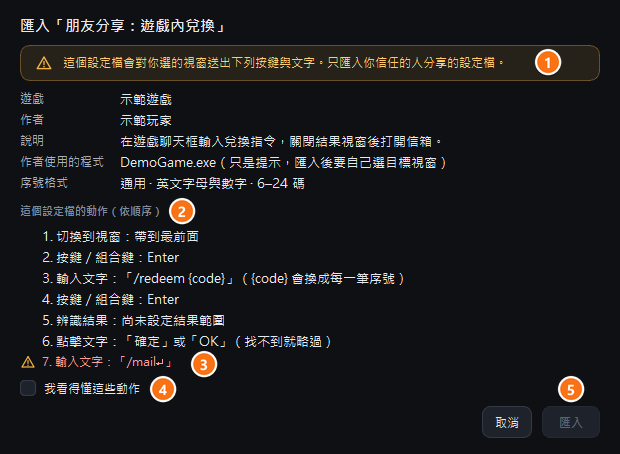 匯入「朋友分享：遊戲內兌換」
這個設定檔會對你選的視窗送出下列按鍵與文字。只匯入你信任的人分享的設定檔。 1
遊戲 示範遊戲
作者 示範玩家
說明 在遊戲聊天框輸入兌換指令，關閉結果視窗後打開信箱。
作者使用的程式 DemoGame.exe（只是提示，匯入後要自己選目標視窗）
序號格式 通用 · 英文字母與數字 · 6–24 碼
這個設定檔的動作（依順序） 2
1. 切換到視窗：帶到最前面
2. 按鍵 / 組合鍵：Enter
3. 輸入文字：「/redeem {code}」（{code} 會換成每一筆序號）
4. 按鍵 / 組合鍵：Enter
5. 辨識結果：尚未設定結果範圍
6. 點擊文字：「確定」或「OK」（找不到就略過）
7. 輸入文字：「/mail↵」 3
我看得懂這些動作 4
5
取消 匯入